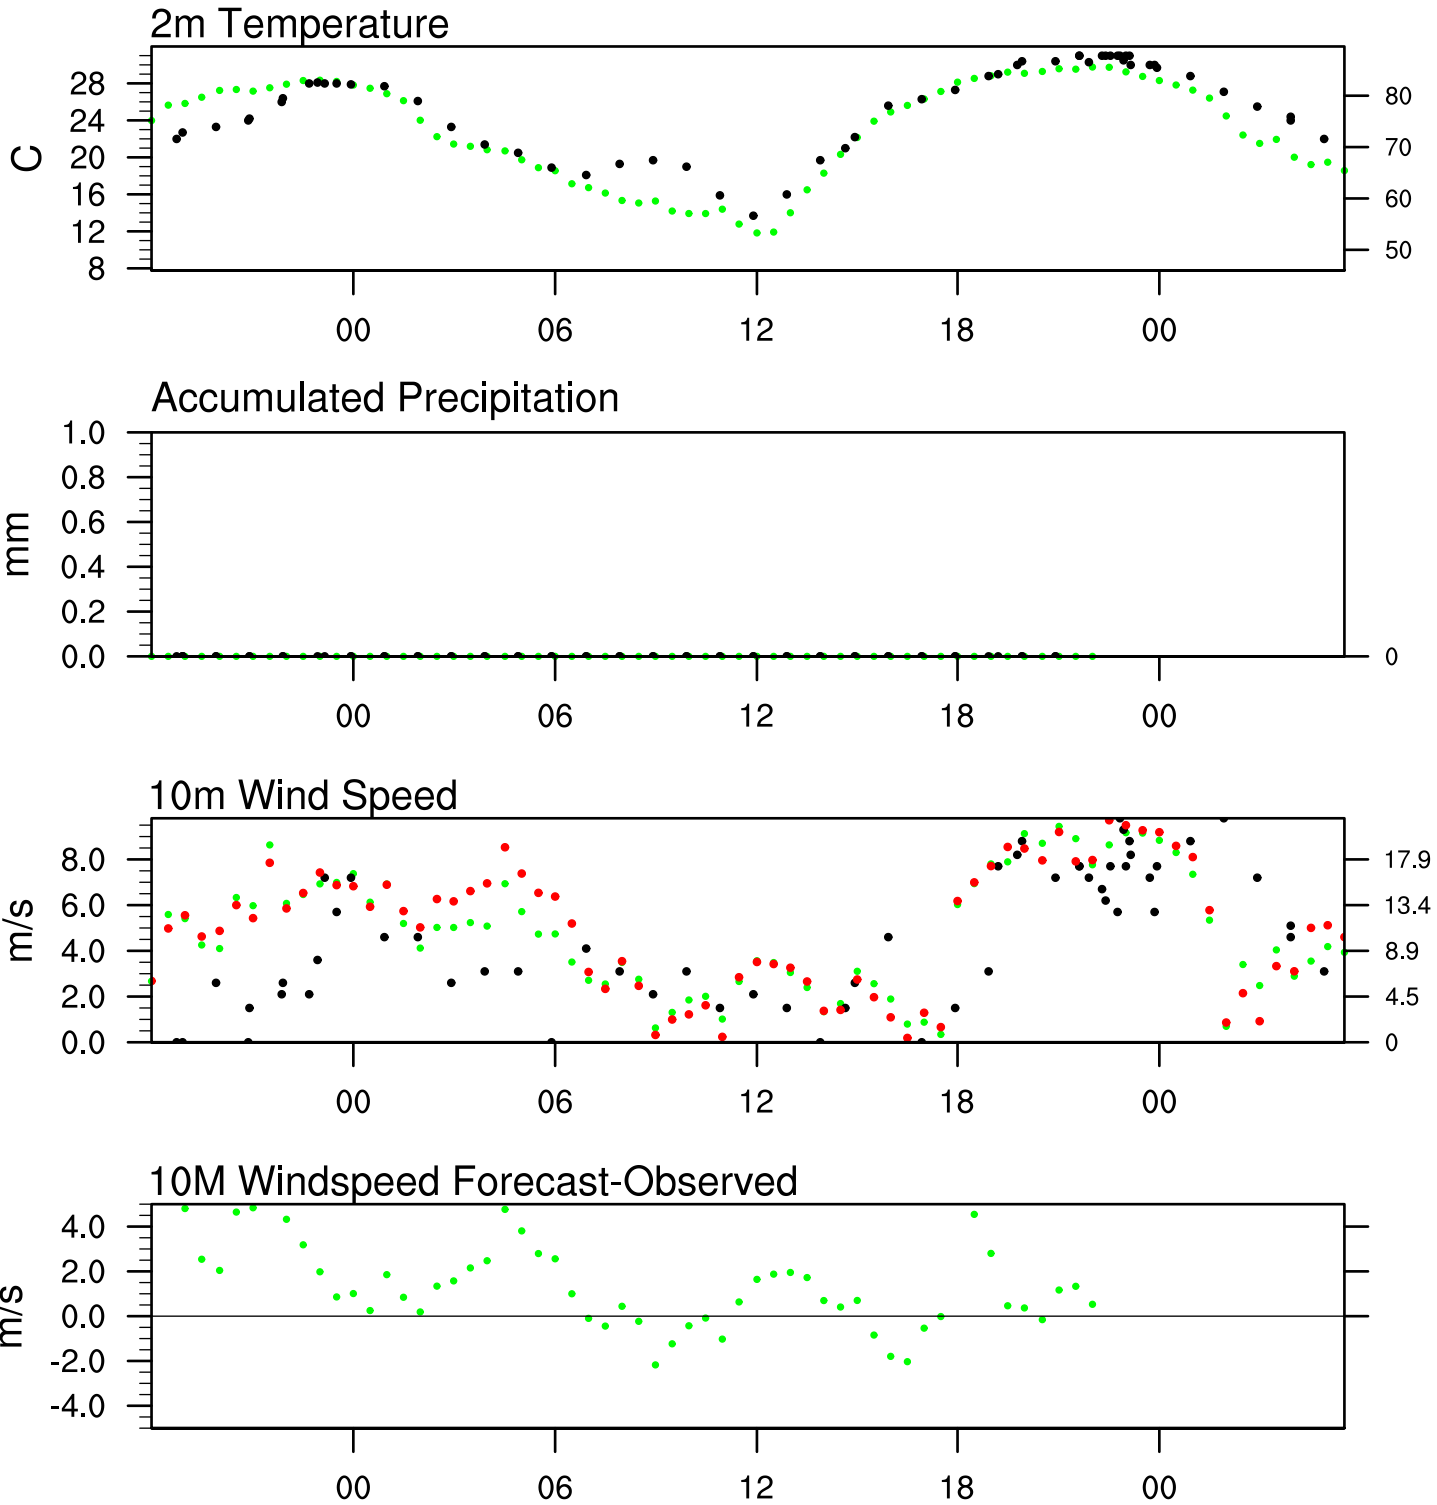 2m Temperature
C
28
24
20
16
12
8
80
70
60
50
00 06 12 18 00
Accumulated Precipitation
mm
1.0
0.8
0.6
0.4
0.2
0.0
0
00 06 12 18 00
10m Wind Speed
m/s
8.0
6.0
4.0
2.0
0.0
17.9
13.4
8.9
4.5
0
00 06 12 18 00
10M Windspeed Forecast-Observed
m/s
4.0
2.0
0.0
-2.0
-4.0
00 06 12 18 00